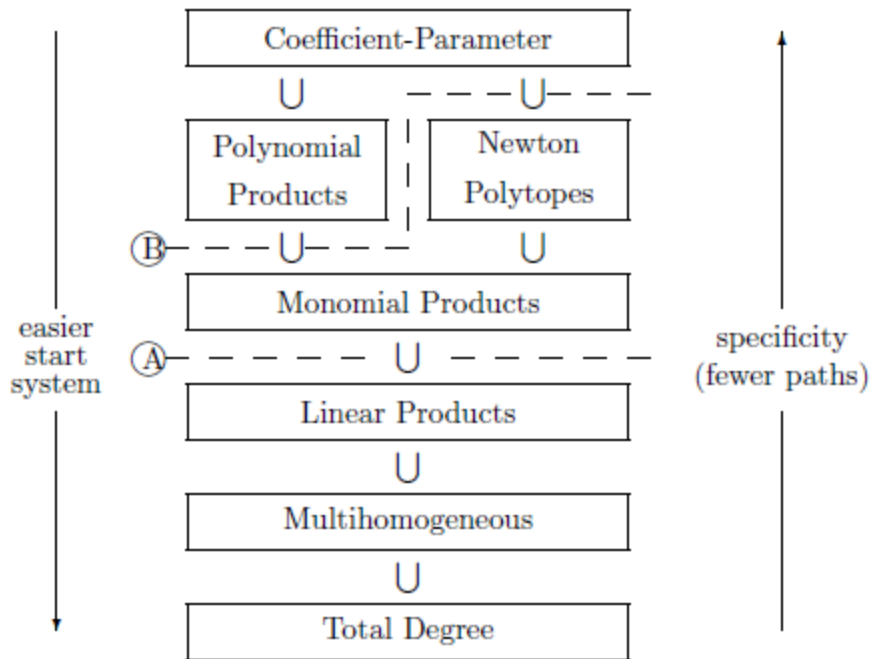 Coefficient-Parameter
∪ ∪
Polynomial
Products
Newton
Polytopes
B ∪ ∪
Monomial Products
easier
start
system
A ∪
specificity
(fewer paths)
Linear Products
∪
Multihomogeneous
∪
Total Degree